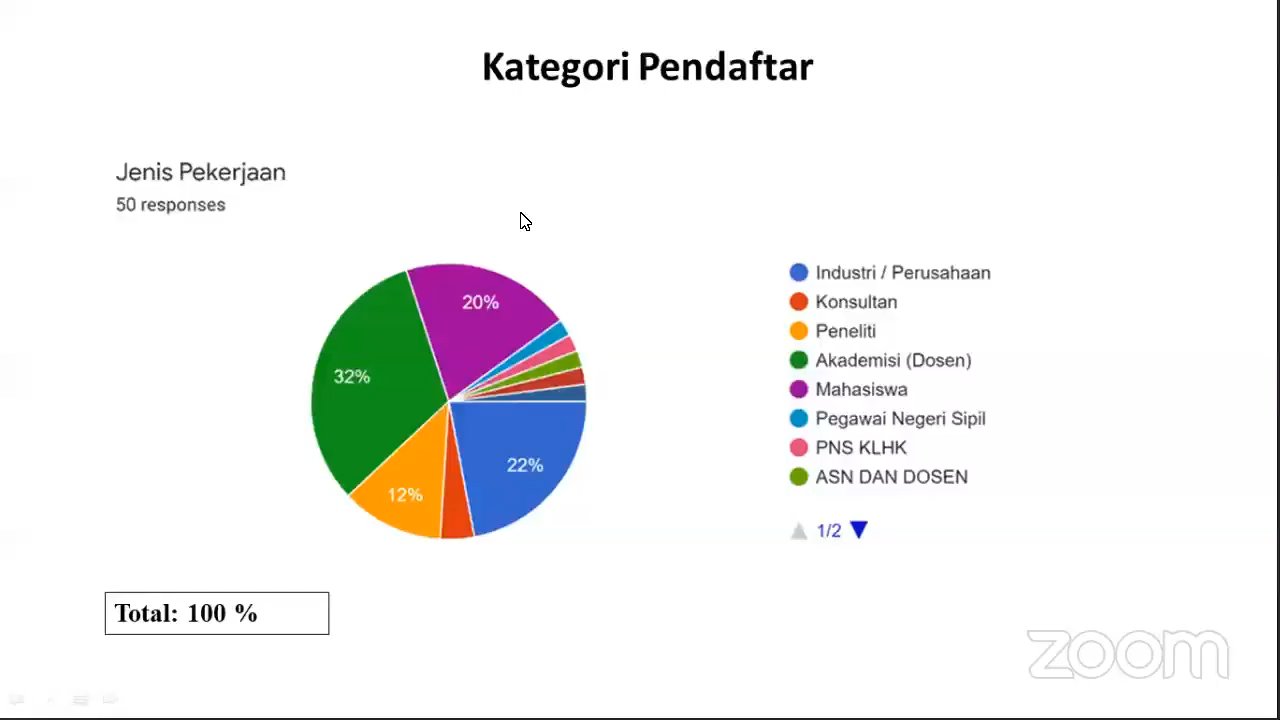 Kategori Pendaftar
Jenis Pekerjaan
50 responses
20%
32%
22%
12%
Industri / Perusahaan
Konsultan
Peneliti
Akademisi (Dosen)
Mahasiswa
Pegawai Negeri Sipil
PNS KLHK
ASN DAN DOSEN
1/2
Total: 100 %
zoom